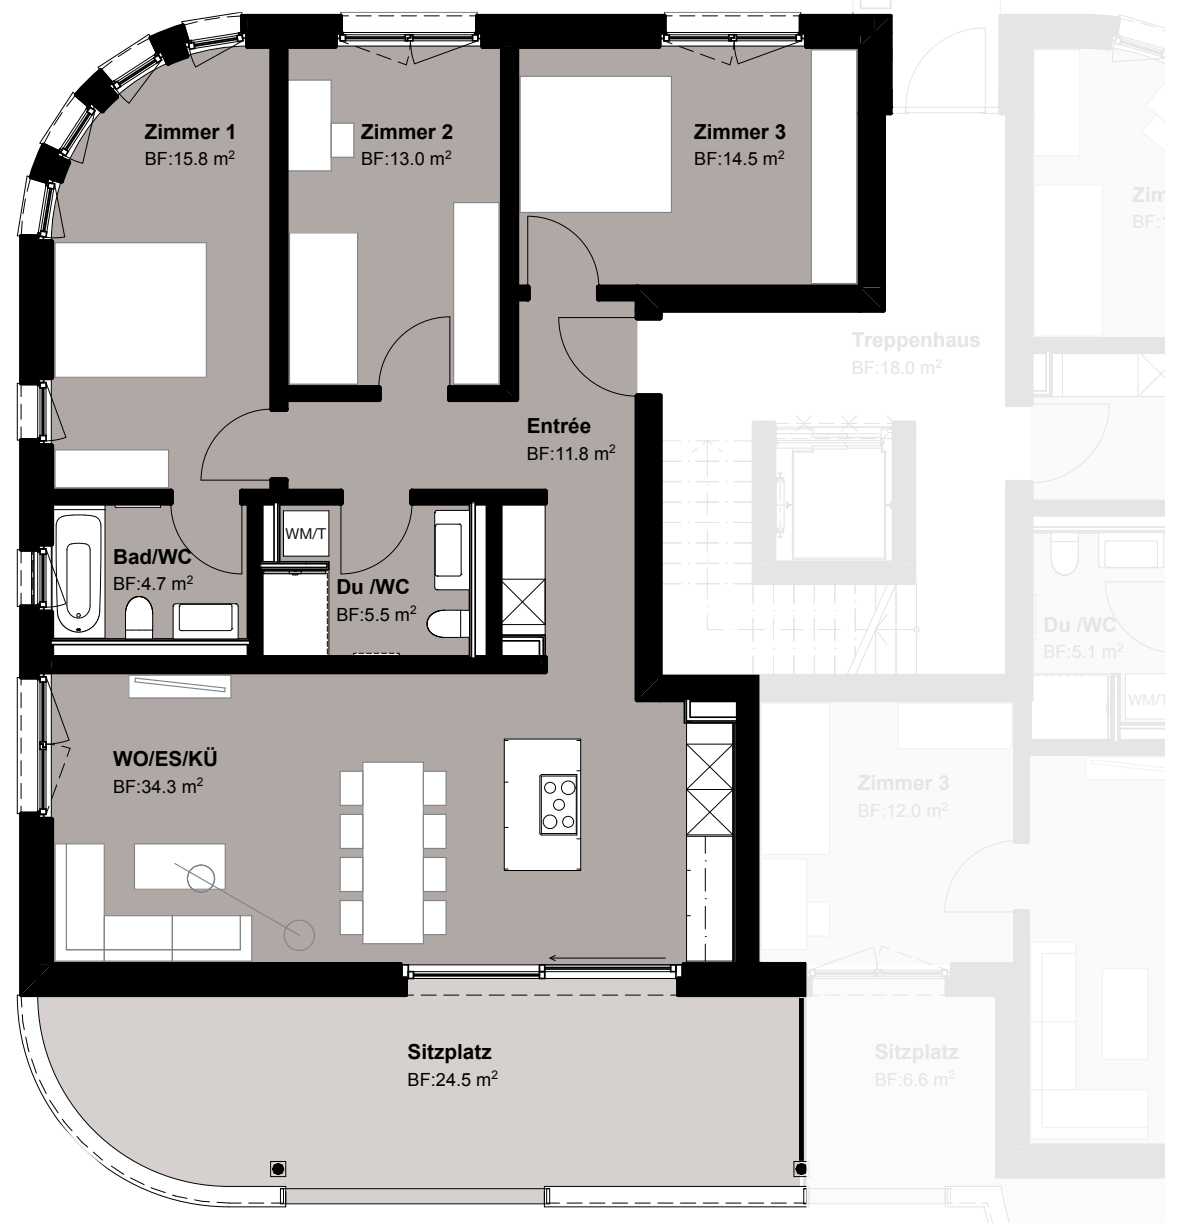 Zimmer 1
BF:15.8 m²
Zimmer 2
BF:13.0 m²
Zimmer 3
BF:14.5 m²
Zim
BF:
Treppenhaus
BF:18.0 m²
Entrée
BF:11.8 m²
WM/T
Bad/WC
BF:4.7 m²
Du /WC
BF:5.5 m²
Du /WC
BF:5.1 m²
WM/T
WO/ES/KÜ
BF:34.3 m²
Zimmer 3
BF:12.0 m²
Sitzplatz
BF:24.5 m²
Sitzplatz
BF:6.6 m²